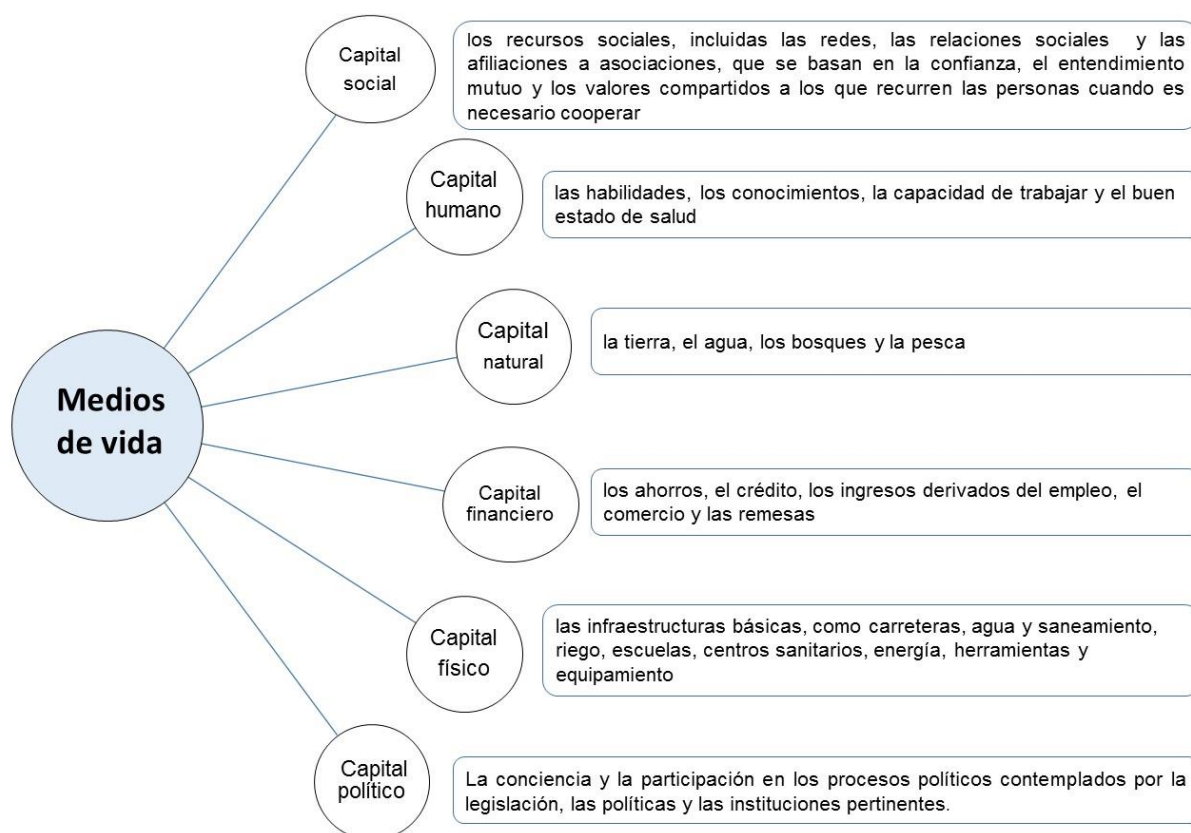 Capital
social
los recursos sociales, incluidas las redes, las relaciones sociales y las
afiliaciones a asociaciones, que se basan en la confianza, el entendimiento
mutuo y los valores compartidos a los que recurren las personas cuando es
necesario cooperar
Capital
humano
las habilidades, los conocimientos, la capacidad de trabajar y el buen
estado de salud
Capital
natural
la tierra, el agua, los bosques y la pesca
Medios
de vida
Capital
financiero
los ahorros, el crédito, los ingresos derivados del empleo, el
comercio y las remesas
Capital
físico
las infraestructuras básicas, como carreteras, agua y saneamiento,
riego, escuelas, centros sanitarios, energía, herramientas y
equipamiento
Capital
político
La conciencia y la participación en los procesos políticos contemplados por la
legislación, las políticas y las instituciones pertinentes.